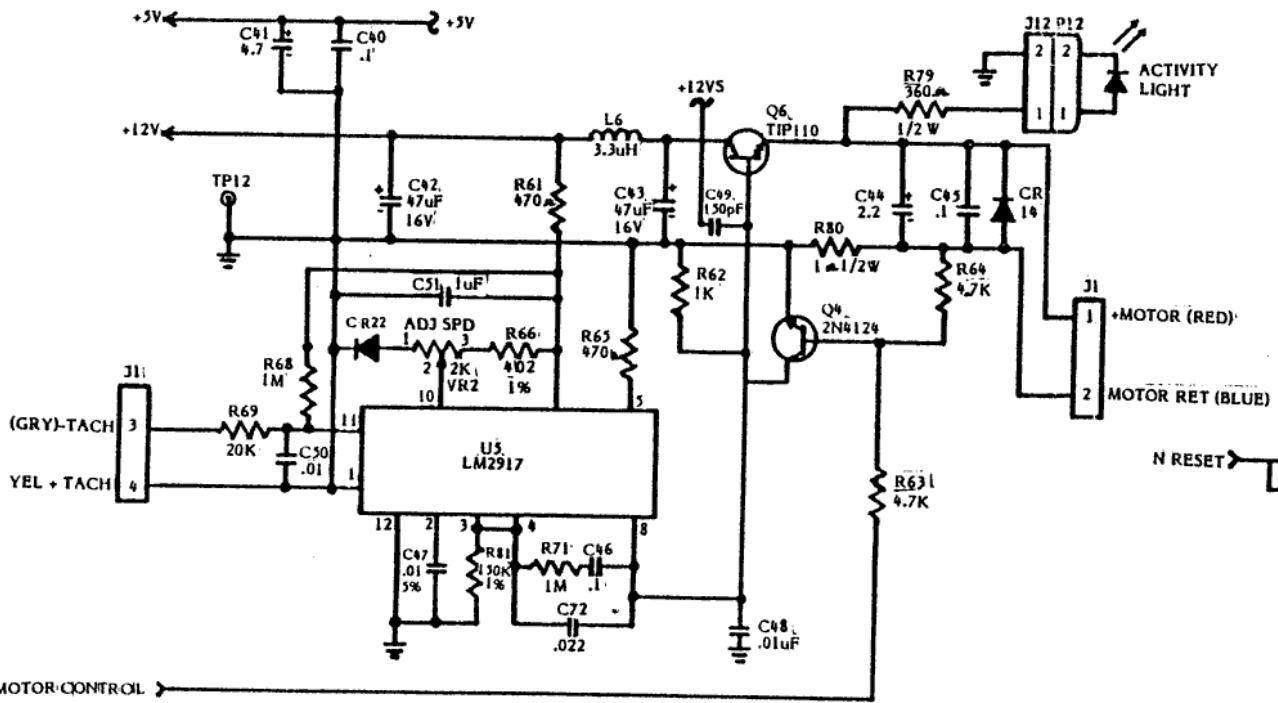 +5V
+5V
C41
4.7
+
-
C40
.1
J12 P12
2 2
1 1
ACTIVITY
LIGHT
R79
360Ω
1/2 W
+12VS
Q6
TIP110
+12V
L6
3.3uH
TP12
C42
47uF
16V
+
-
R61
470Ω
C43
47uF
16V
+
-
C49
150pF
C44
2.2
+
-
C45
.1
CR
14
R80
1Ω 1/2W
R62
1K
R64
4.7K
C51 1uF
Q4
2N4124
J1
1
+MOTOR (RED)
2
MOTOR RET (BLUE)
CR22
ADJ SPD
1
3
2
2K
VR2
R66
402
1%
R65
470Ω
R68
1M
J1
10
5
(GRY)-TACH
3
R69
20K
11
C50
.01
U5
LM2917
YEL + TACH
4
1
N RESET
R63
4.7K
12
2
3
4
8
C47
.01
5%
R81
150K
1%
R71
1M
C46
.1
C72
.022
C48
.01uF
MOTOR CONTROL